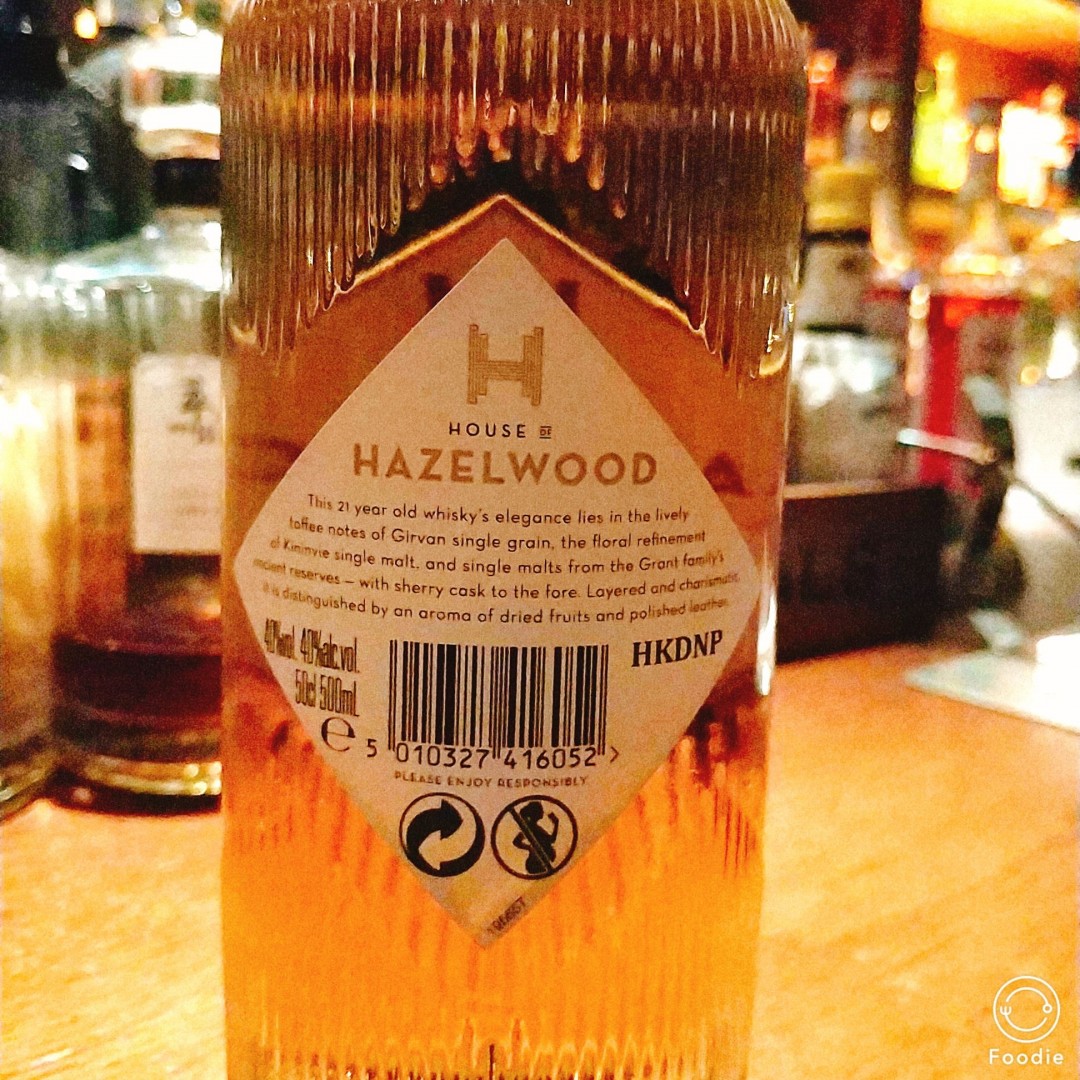 H
HOUSE OF
HAZELWOOD
This 21 year old whisky's elegance lies in the lively
toffee notes of Girvan single grain, the floral refinement
of Kininvie single malt, and single malts from the Grant family's
ancient reserves – with sherry cask to the fore. Layered and charismatic,
it is distinguished by an aroma of dried fruits and polished leather.
40%vol. 40%alc.vol.
50cl 500mL
HKDNP
e
5 010327 416052 >
PLEASE ENJOY RESPONSIBLY
Foodie